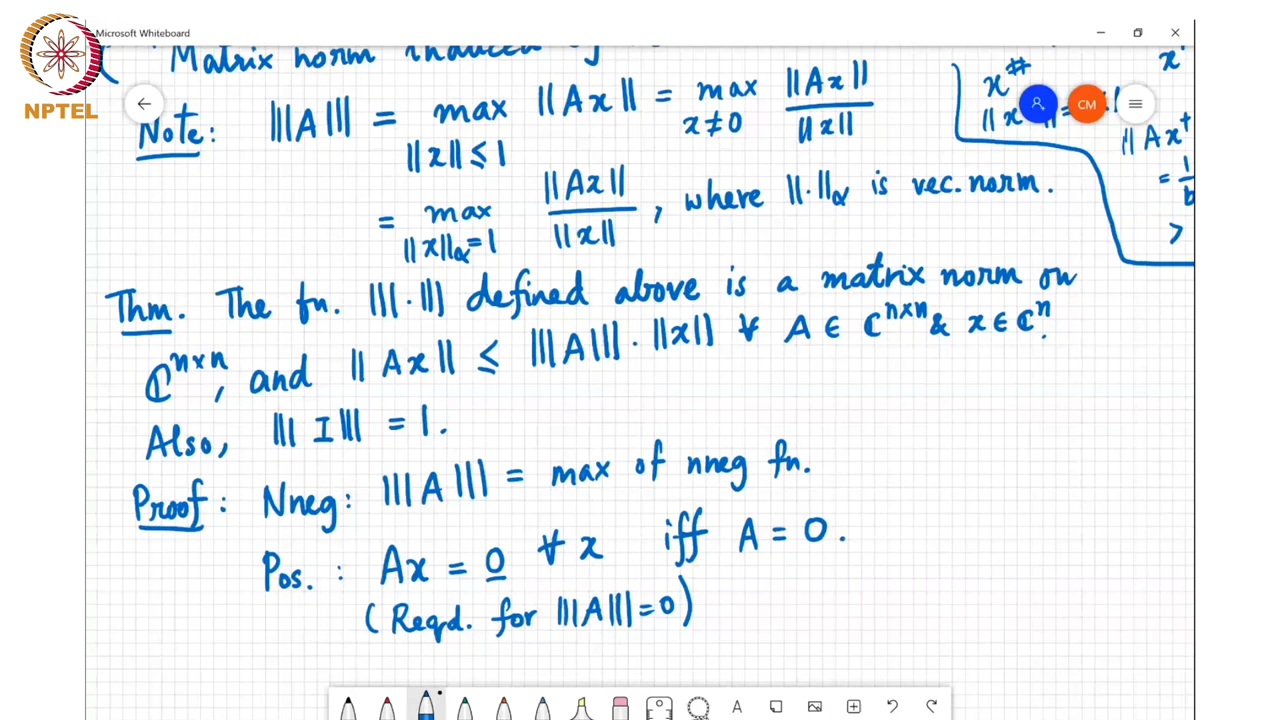 Microsoft Whiteboard
NPTEL
Matrix norm induced
Note: |||A||| = max ||Ax|| = max ||Ax||
||x|| ≤ 1 x≠0 ||x||
= max ||Ax|| , where ||·||α is vec. norm.
||x||α=1 ||x||
x#
CM
||Ax†
= 1
b
>
Thm. The fn. |||·||| defined above is a matrix norm on
ℂⁿˣⁿ, and ||Ax|| ≤ |||A|||·||x|| ∀ A ∈ ℂⁿˣⁿ & x ∈ ℂⁿ.
Also, ||| I ||| = 1.
Proof: Nneg: |||A||| = max of nneg fn.
Pos. : Ax = 0 ∀ x iff A = 0.
(Reqd. for |||A|||=0)